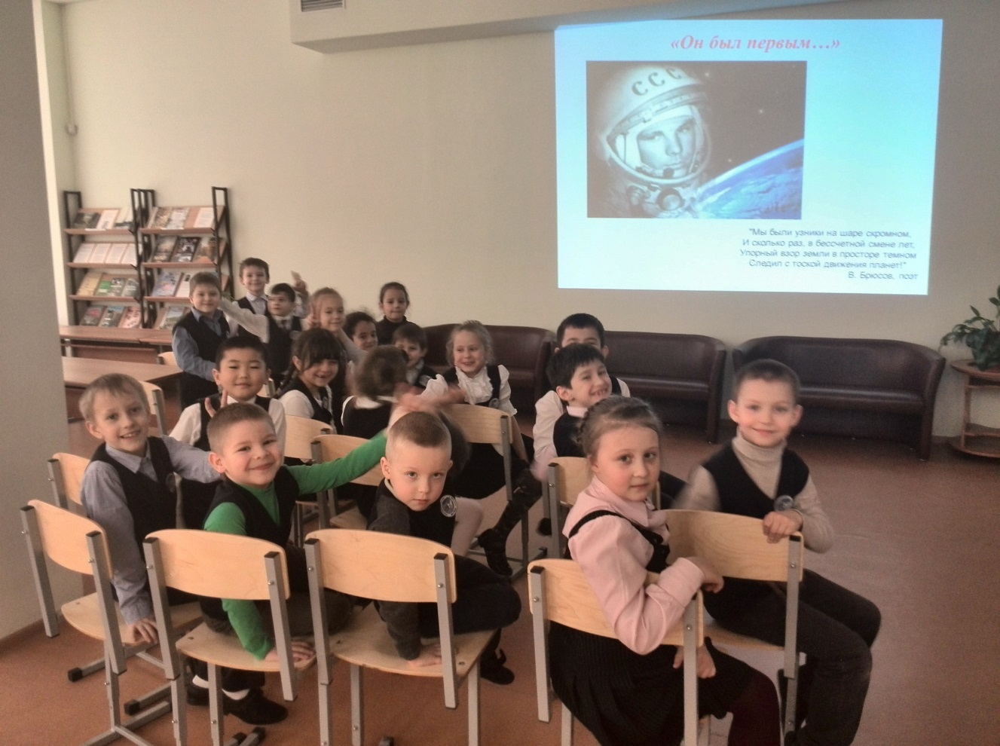 «Он был первым...»
СССР
"Мы были узники на шаре скромном,
И сколько раз, в бессчетной смене лет,
Упорный взор земли в просторе темном
Следил с тоской движения планет!"
В. Брюсов, поэт